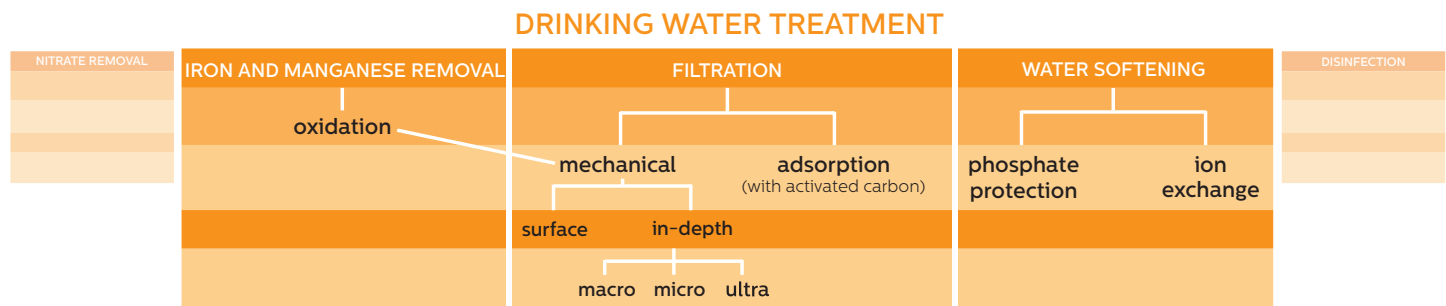 DRINKING WATER TREATMENT
NITRATE REMOVAL
IRON AND MANGANESE REMOVAL
FILTRATION
WATER SOFTENING
DISINFECTION
oxidation
mechanical
adsorption
(with activated carbon)
phosphate
protection
ion
exchange
surface
in-depth
macro
micro
ultra